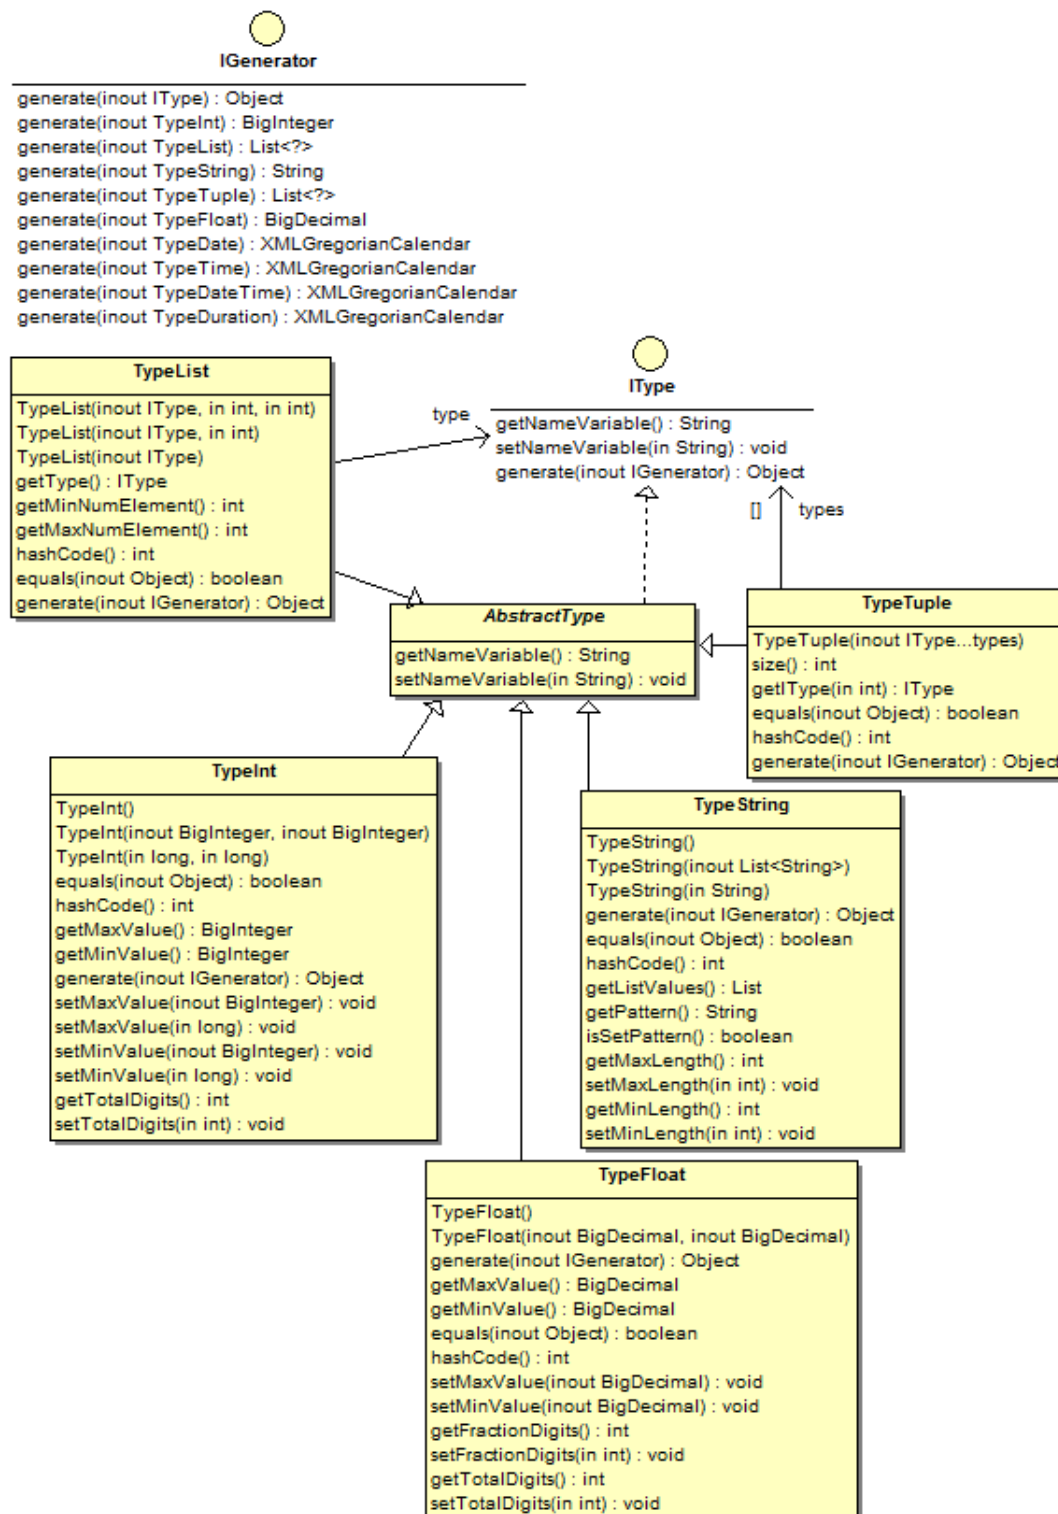 IGenerator
generate(inout IType) : Object
generate(inout TypeInt) : BigInteger
generate(inout TypeList) : List<?>
generate(inout TypeString) : String
generate(inout TypeTuple) : List<?>
generate(inout TypeFloat) : BigDecimal
generate(inout TypeDate) : XMLGregorianCalendar
generate(inout TypeTime) : XMLGregorianCalendar
generate(inout TypeDateTime) : XMLGregorianCalendar
generate(inout TypeDuration) : XMLGregorianCalendar
TypeList
TypeList(inout IType, in int, in int)
TypeList(inout IType, in int)
TypeList(inout IType)
getType() : IType
getMinNumElement() : int
getMaxNumElement() : int
hashCode() : int
equals(inout Object) : boolean
generate(inout IGenerator) : Object
type
IType
getNameVariable() : String
setNameVariable(in String) : void
generate(inout IGenerator) : Object
[] types
AbstractType
getNameVariable() : String
setNameVariable(in String) : void
TypeTuple
TypeTuple(inout IType...types)
size() : int
getIType(in int) : IType
equals(inout Object) : boolean
hashCode() : int
generate(inout IGenerator) : Object
TypeInt
TypeInt()
TypeInt(inout BigInteger, inout BigInteger)
TypeInt(in long, in long)
equals(inout Object) : boolean
hashCode() : int
getMaxValue() : BigInteger
getMinValue() : BigInteger
generate(inout IGenerator) : Object
setMaxValue(inout BigInteger) : void
setMaxValue(in long) : void
setMinValue(inout BigInteger) : void
setMinValue(in long) : void
getTotalDigits() : int
setTotalDigits(in int) : void
TypeString
TypeString()
TypeString(inout List<String>)
TypeString(in String)
generate(inout IGenerator) : Object
equals(inout Object) : boolean
hashCode() : int
getListValues() : List
getPattern() : String
isSetPattern() : boolean
getMaxLength() : int
setMaxLength(in int) : void
getMinLength() : int
setMinLength(in int) : void
TypeFloat
TypeFloat()
TypeFloat(inout BigDecimal, inout BigDecimal)
generate(inout IGenerator) : Object
getMaxValue() : BigDecimal
getMinValue() : BigDecimal
equals(inout Object) : boolean
hashCode() : int
setMaxValue(inout BigDecimal) : void
setMinValue(inout BigDecimal) : void
getFractionDigits() : int
setFractionDigits(in int) : void
getTotalDigits() : int
setTotalDigits(in int) : void